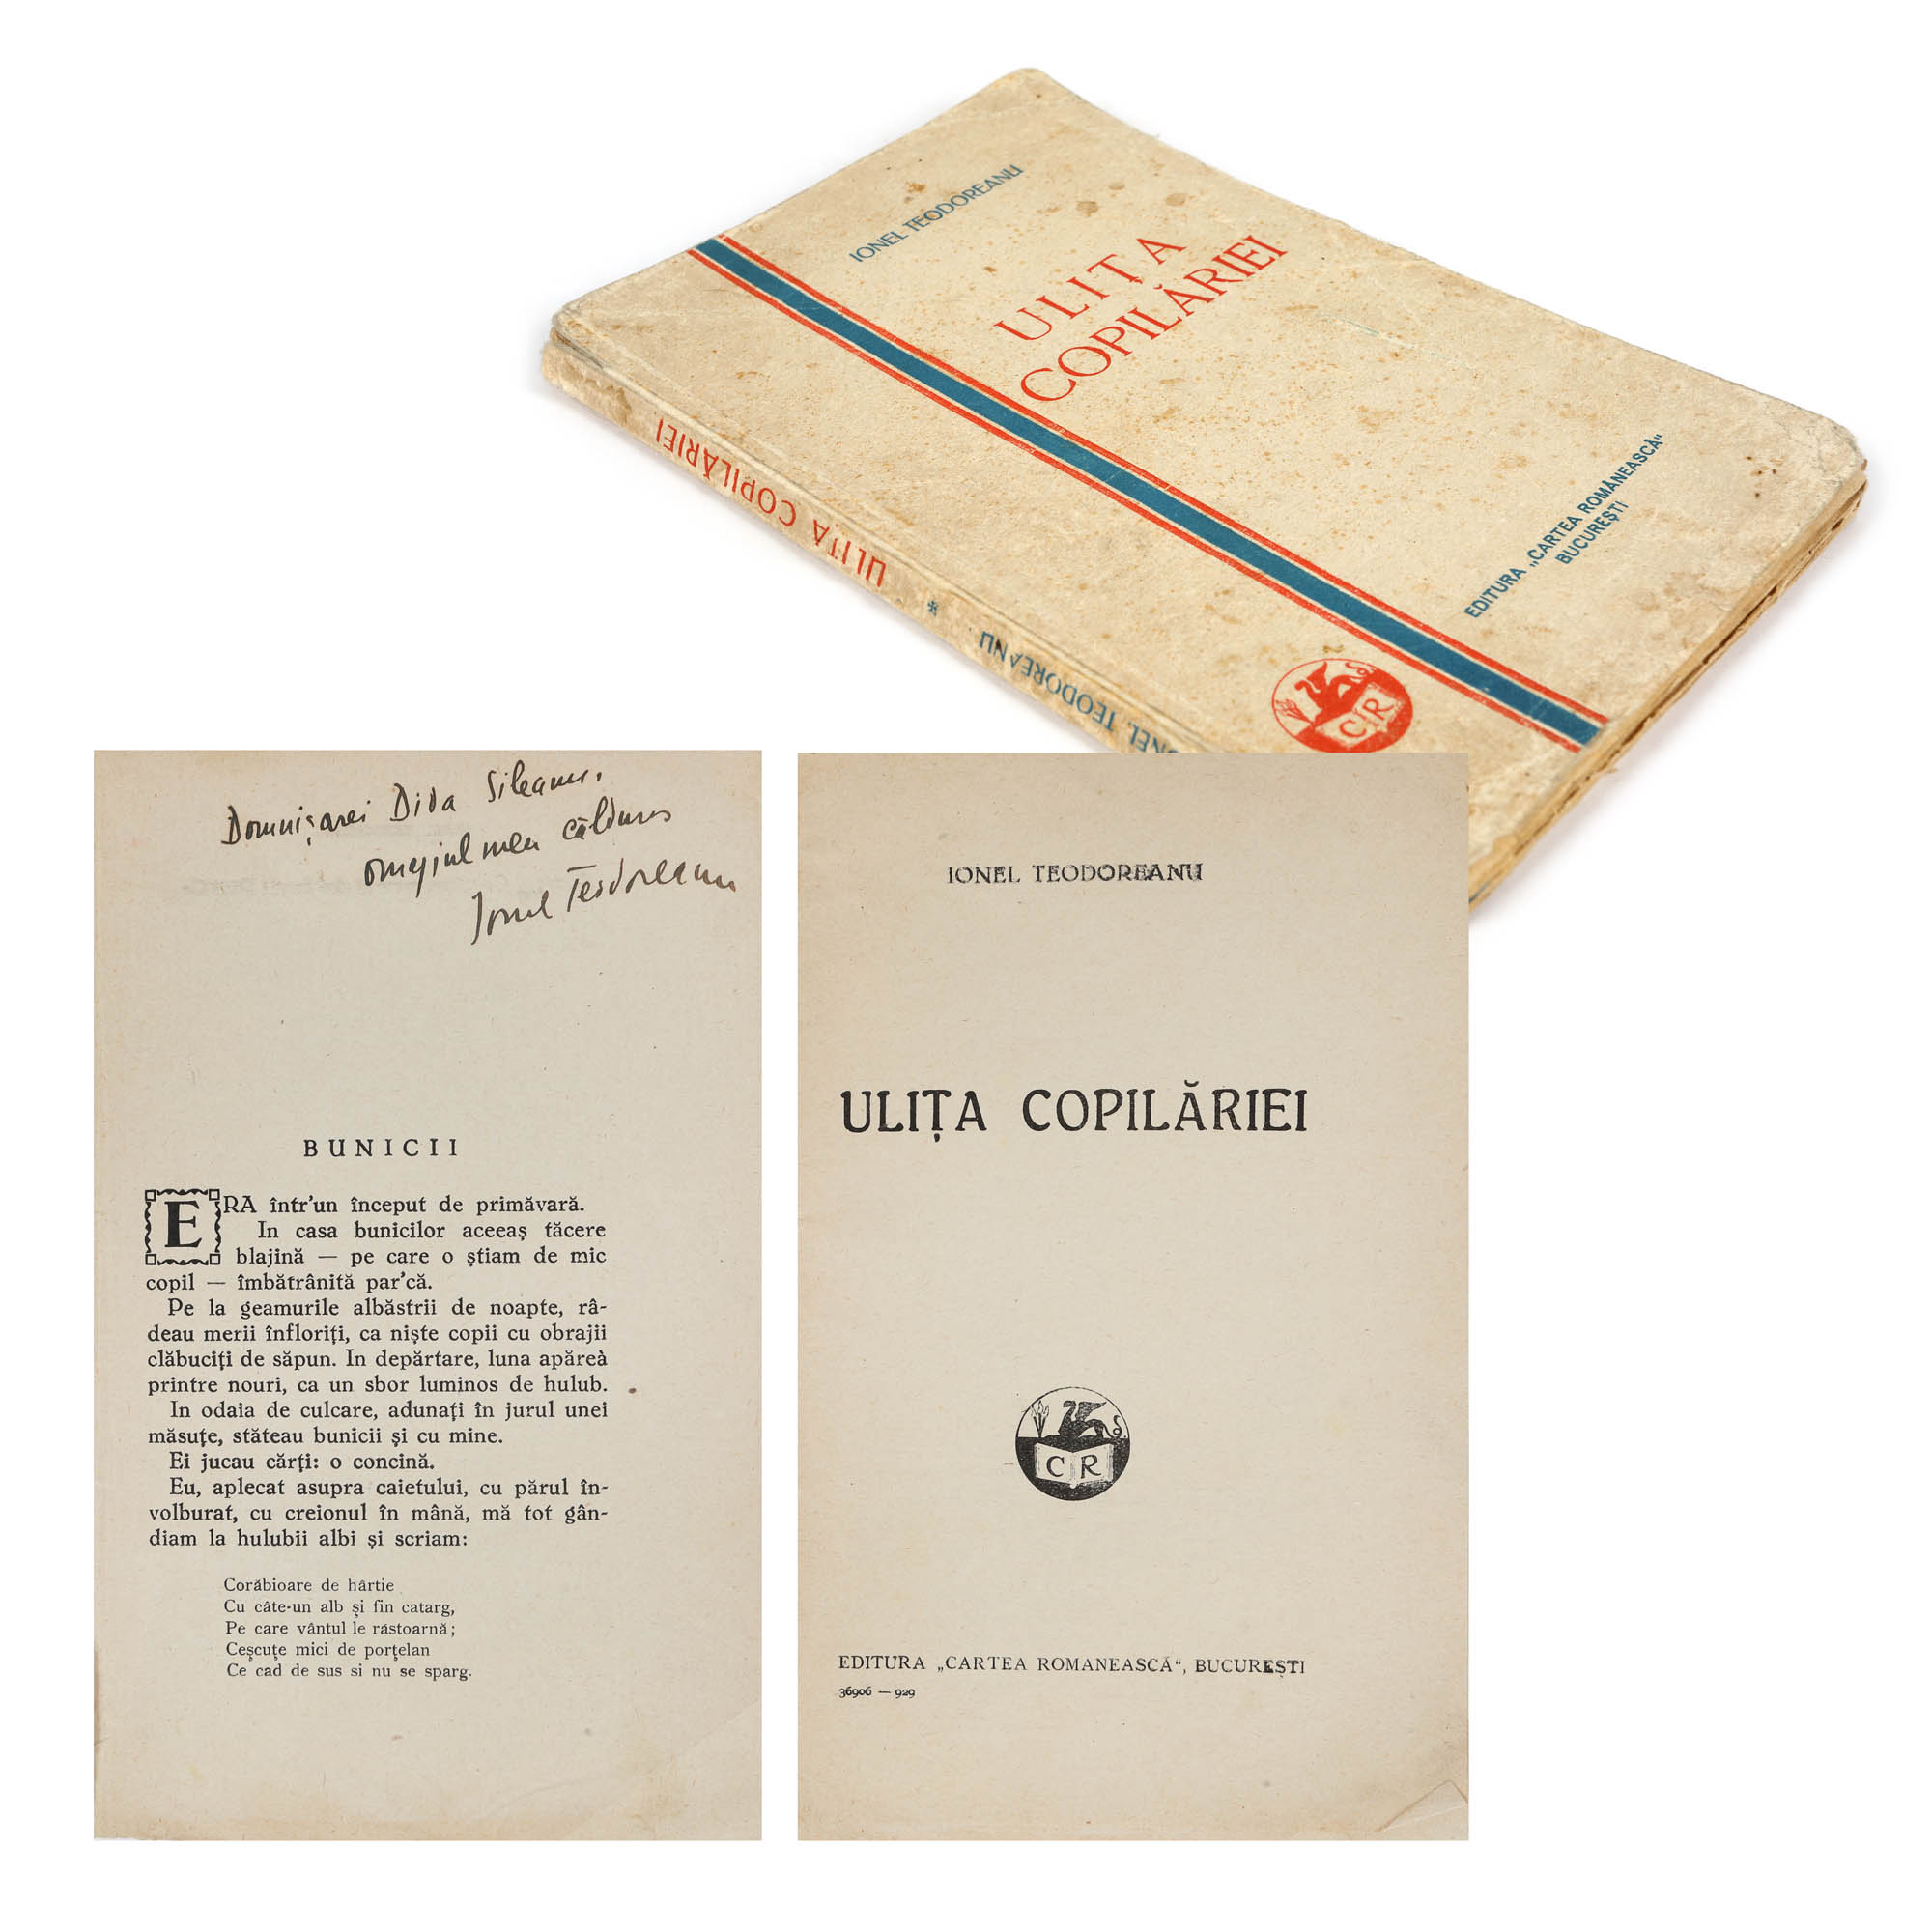 IONEL TEODOREANU
ULIȚA
COPILĂRIEI
EDITURA „CARTEA ROMÂNEASCĂ“
BUCUREȘTI
CR
ULIȚA COPILĂRIEI
* IONEL TEODOREANU
Domnișoarei Dida Sileanu,
omagiul meu călduros
Ionel Teodoreanu
BUNICII
ERA într'un început de primăvară.
In casa bunicilor aceeaș tăcere
blajină — pe care o știam de mic
copil — îmbătrânită par'că.
Pe la geamurile albăstrii de noapte, râ-
deau merii înfloriți, ca niște copii cu obrajii
clăbuciți de săpun. In depărtare, luna apăreà
printre nouri, ca un sbor luminos de hulub.
In odaia de culcare, adunați în jurul unei
măsuțe, stăteau bunicii și cu mine.
Ei jucau cărți: o concină.
Eu, aplecat asupra caietului, cu părul în-
volburat, cu creionul în mână, mă tot gân-
diam la hulubii albi și scriam:
Corăbioare de hârtie
Cu câte-un alb și fin catarg,
Pe care vântul le răstoarnă;
Ceșcuțe mici de porțelan
Ce cad de sus si nu se sparg.
IONEL TEODOREANU
ULIȚA COPILĂRIEI
CR
EDITURA „CARTEA ROMANEASCĂ“, BUCUREȘTI
36906 — 929